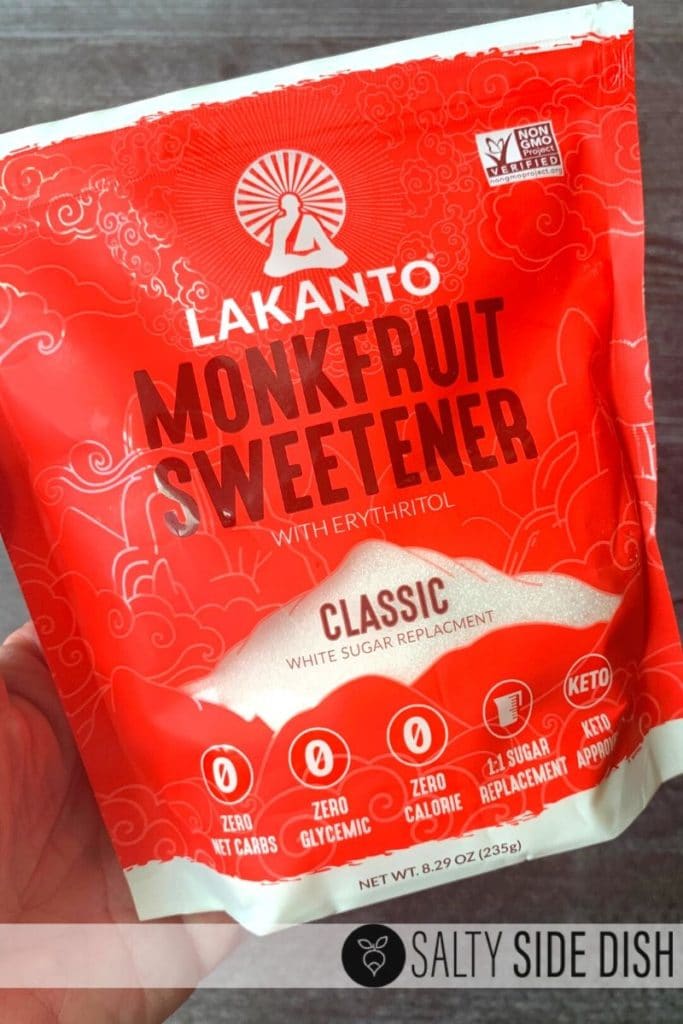 NON
GMO
Project
VERIFIED
nongmoproject.org
LAKANTO®
MONKFRUIT
SWEETENER
WITH ERYTHRITOL
CLASSIC
WHITE SUGAR REPLACMENT
0
0
0
KETO
ZERO
NET CARBS
ZERO
GLYCEMIC
ZERO
CALORIE
1:1 SUGAR
REPLACEMENT
KETO
NET WT. 8.29 OZ (235g)
SALTY SIDE DISH